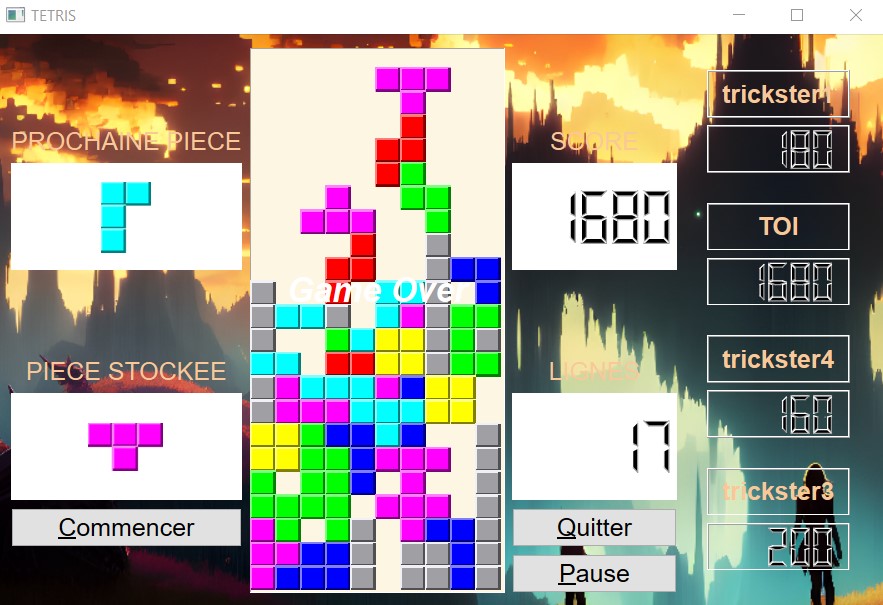 TETRIS
PROCHAINE PIECE
PIECE STOCKEE
Commencer
Game Over
SCORE
1680
LIGNES
17
Quitter
Pause
trickster1
180
TOI
1680
trickster4
160
trickster3
200